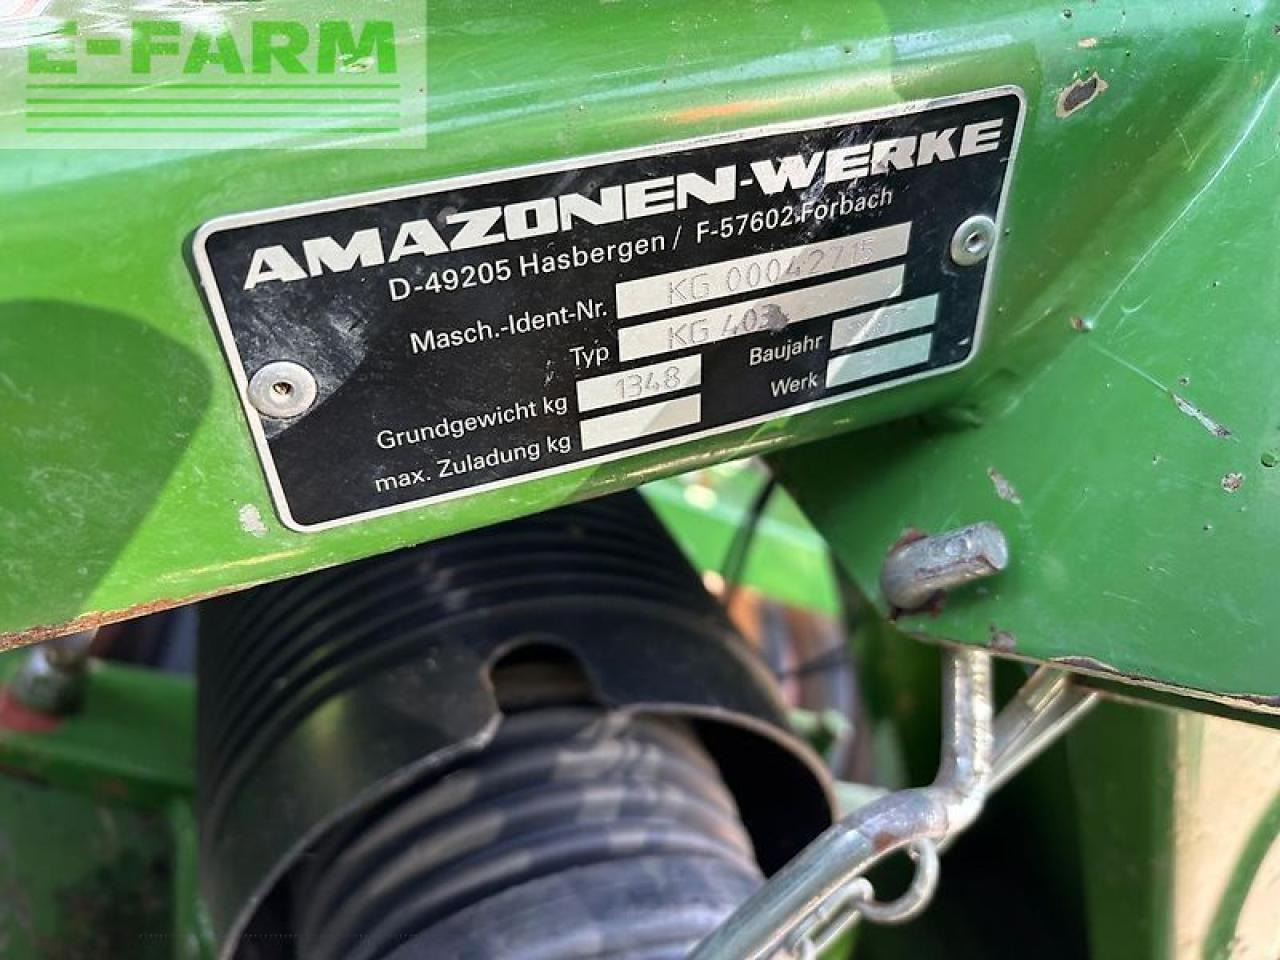 E-FARM
AMAZONEN-WERKE
D-49205 Hasbergen / F-57602 Forbach
Masch.-Ident-Nr. KG 00042715
Typ KG 403
Grundgewicht kg 1348 Baujahr
max. Zuladung kg Werk